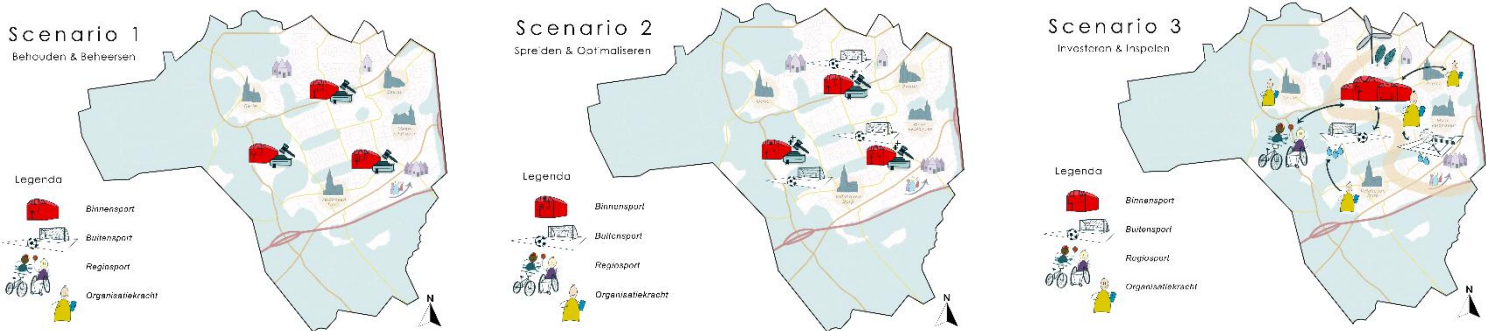 Scenario 1
Behouden & Beheersen
Legenda
Binnensport
Buitensport
Regiosport
Organisatiekracht
N
Scenario 2
Spreiden & Optimaliseren
Legenda
Binnensport
Buitensport
Regiosport
Organisatiekracht
N
Scenario 3
Investeren & Inspelen
Legenda
Binnensport
Buitensport
Regiosport
Organisatiekracht
N